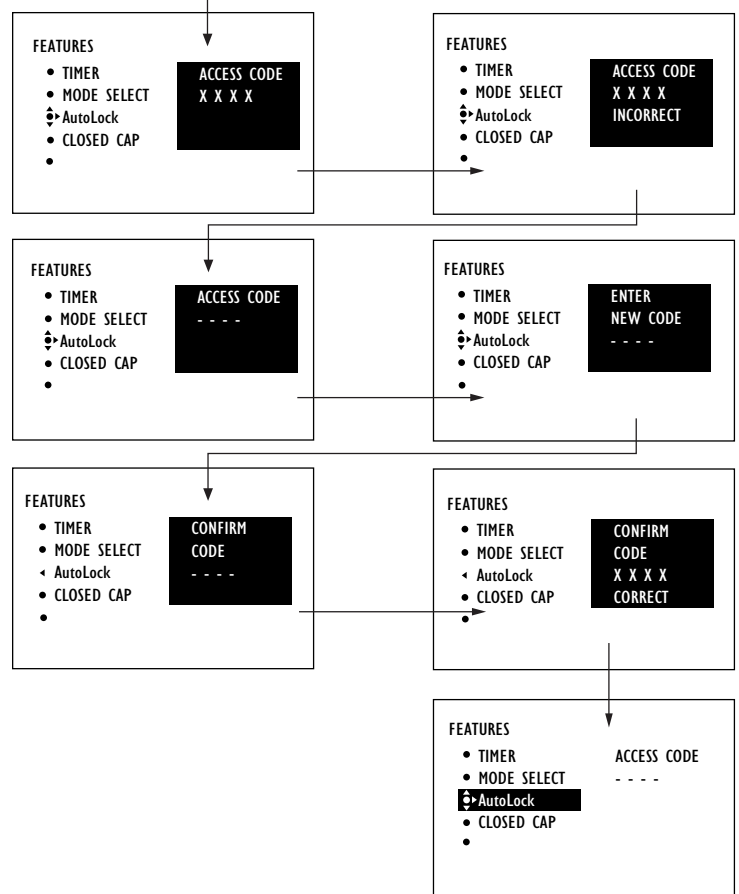 FEATURES
• TIMER
• MODE SELECT
AutoLock
• CLOSED CAP
•
ACCESS CODE
X X X X
FEATURES
• TIMER
• MODE SELECT
AutoLock
• CLOSED CAP
•
ACCESS CODE
X X X X
INCORRECT
FEATURES
• TIMER
• MODE SELECT
AutoLock
• CLOSED CAP
•
ACCESS CODE
- - - -
FEATURES
• TIMER
• MODE SELECT
AutoLock
• CLOSED CAP
•
ENTER
NEW CODE
- - - -
FEATURES
• TIMER
• MODE SELECT
AutoLock
• CLOSED CAP
•
CONFIRM
CODE
- - - -
FEATURES
• TIMER
• MODE SELECT
AutoLock
• CLOSED CAP
•
CONFIRM
CODE
X X X X
CORRECT
FEATURES
• TIMER
• MODE SELECT
AutoLock
• CLOSED CAP
•
ACCESS CODE
- - - -